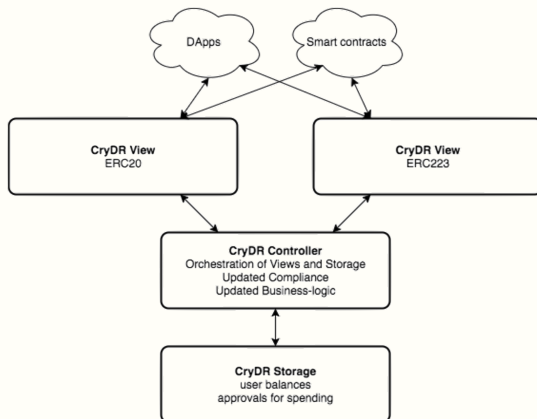 DApps
Smart contracts
CryDR View
ERC20
CryDR View
ERC223
CryDR Controller
Orchestration of Views and Storage
Updated Compliance
Updated Business-logic
CryDR Storage
user balances
approvals for spending